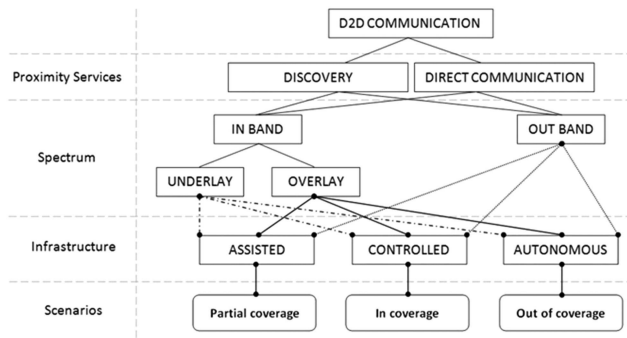 D2D COMMUNICATION
Proximity Services
DISCOVERY
DIRECT COMMUNICATION
IN BAND
OUT BAND
Spectrum
UNDERLAY
OVERLAY
Infrastructure
ASSISTED
CONTROLLED
AUTONOMOUS
Scenarios
Partial coverage
In coverage
Out of coverage